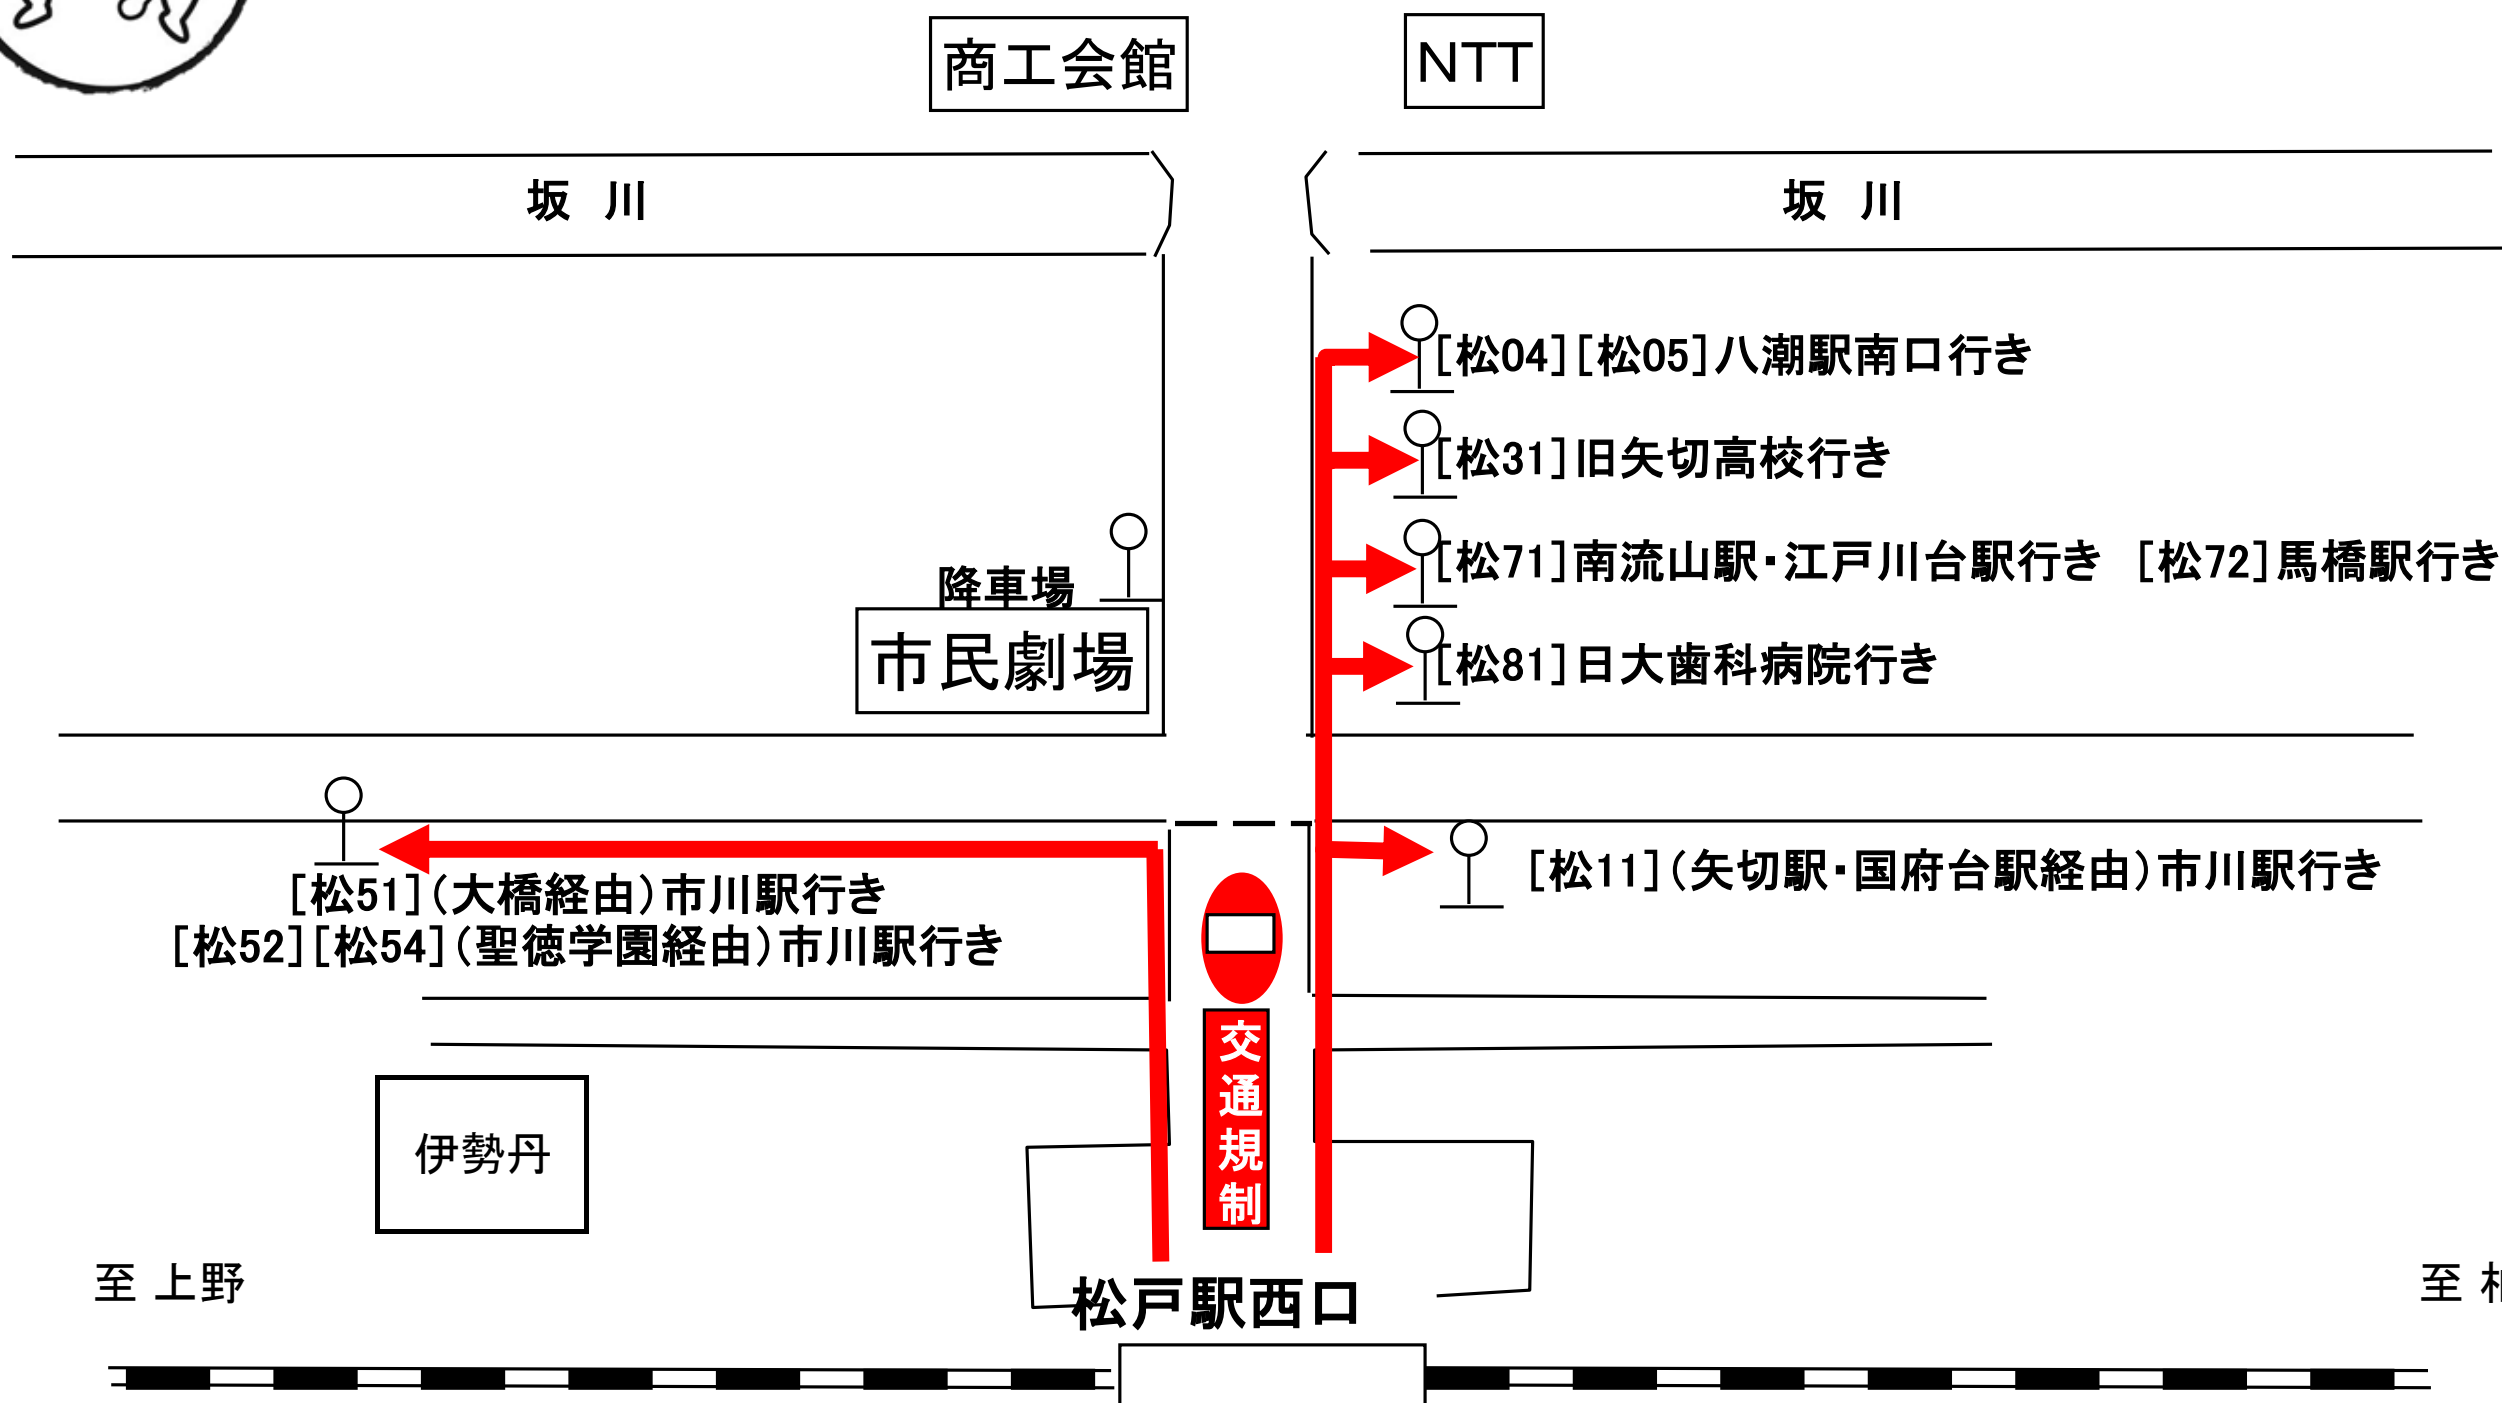 商工会館
NTT
坂 川
坂 川
[松04][松05]八潮駅南口行き
[松31]旧矢切高校行き
[松71]南流山駅・江戸川台駅行き [松72]馬橋駅行き
降車場
市民劇場
[松81]日大歯科病院行き
[松51](大橋経由)市川駅行き
[松52][松54](聖徳学園経由)市川駅行き
[松11](矢切駅・国府台駅経由)市川駅行き
交通規制
伊勢丹
至 上野
至
松戸駅西口